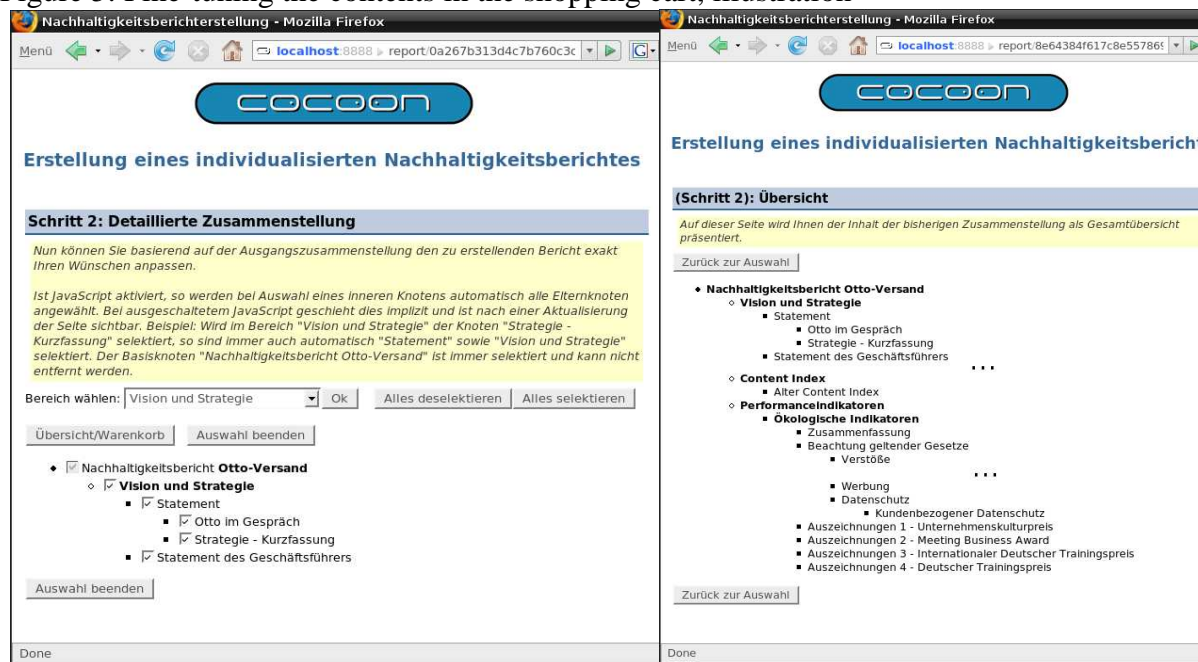 Figure 3: Fine-tuning the contents in the shopping cart, illustration
Nachhaltigkeitsberichterstellung - Mozilla Firefox
Menü
localhost:8888 report/0a267b313d4c7b760c3c
G
cocoon
Erstellung eines individualisierten Nachhaltigkeitsberichtes
Schritt 2: Detaillierte Zusammenstellung
Nun können Sie basierend auf der Ausgangszusammenstellung den zu erstellenden Bericht exakt
Ihren Wünschen anpassen.
Ist JavaScript aktiviert, so werden bei Auswahl eines inneren Knotens automatisch alle Elternknoten
angewählt. Bei ausgeschaltetem JavaScript geschieht dies implizit und ist nach einer Aktualisierung
der Seite sichtbar. Beispiel: Wird im Bereich "Vision und Strategie" der Knoten "Strategie -
Kurzfassung" selektiert, so sind immer auch automatisch "Statement" sowie "Vision und Strategie"
selektiert. Der Basisknoten "Nachhaltigkeitsbericht Otto-Versand" ist immer selektiert und kann nicht
entfernt werden.
Bereich wählen: Vision und Strategie Ok Alles deselektieren Alles selektieren
Übersicht/Warenkorb Auswahl beenden
Nachhaltigkeitsbericht Otto-Versand
Vision und Strategie
Statement
Otto im Gespräch
Strategie - Kurzfassung
Statement des Geschäftsführers
Auswahl beenden
Done
Nachhaltigkeitsberichterstellung - Mozilla Firefox
Menü
localhost:8888 report/8e64384f617c8e557869
cocoon
Erstellung eines individualisierten Nachhaltigkeitsbericht
(Schritt 2): Übersicht
Auf dieser Seite wird Ihnen der Inhalt der bisherigen Zusammenstellung als Gesamtübersicht
präsentiert.
Zurück zur Auswahl
Nachhaltigkeitsbericht Otto-Versand
Vision und Strategie
Statement
Otto im Gespräch
Strategie - Kurzfassung
Statement des Geschäftsführers
...
Content Index
Alter Content Index
Performanceindikatoren
Ökologische Indikatoren
Zusammenfassung
Beachtung geltender Gesetze
Verstöße
...
Werbung
Datenschutz
Kundenbezogener Datenschutz
Auszeichnungen 1 - Unternehmenskulturpreis
Auszeichnungen 2 - Meeting Business Award
Auszeichnungen 3 - Internationaler Deutscher Trainingspreis
Auszeichnungen 4 - Deutscher Trainingspreis
Zurück zur Auswahl
Done